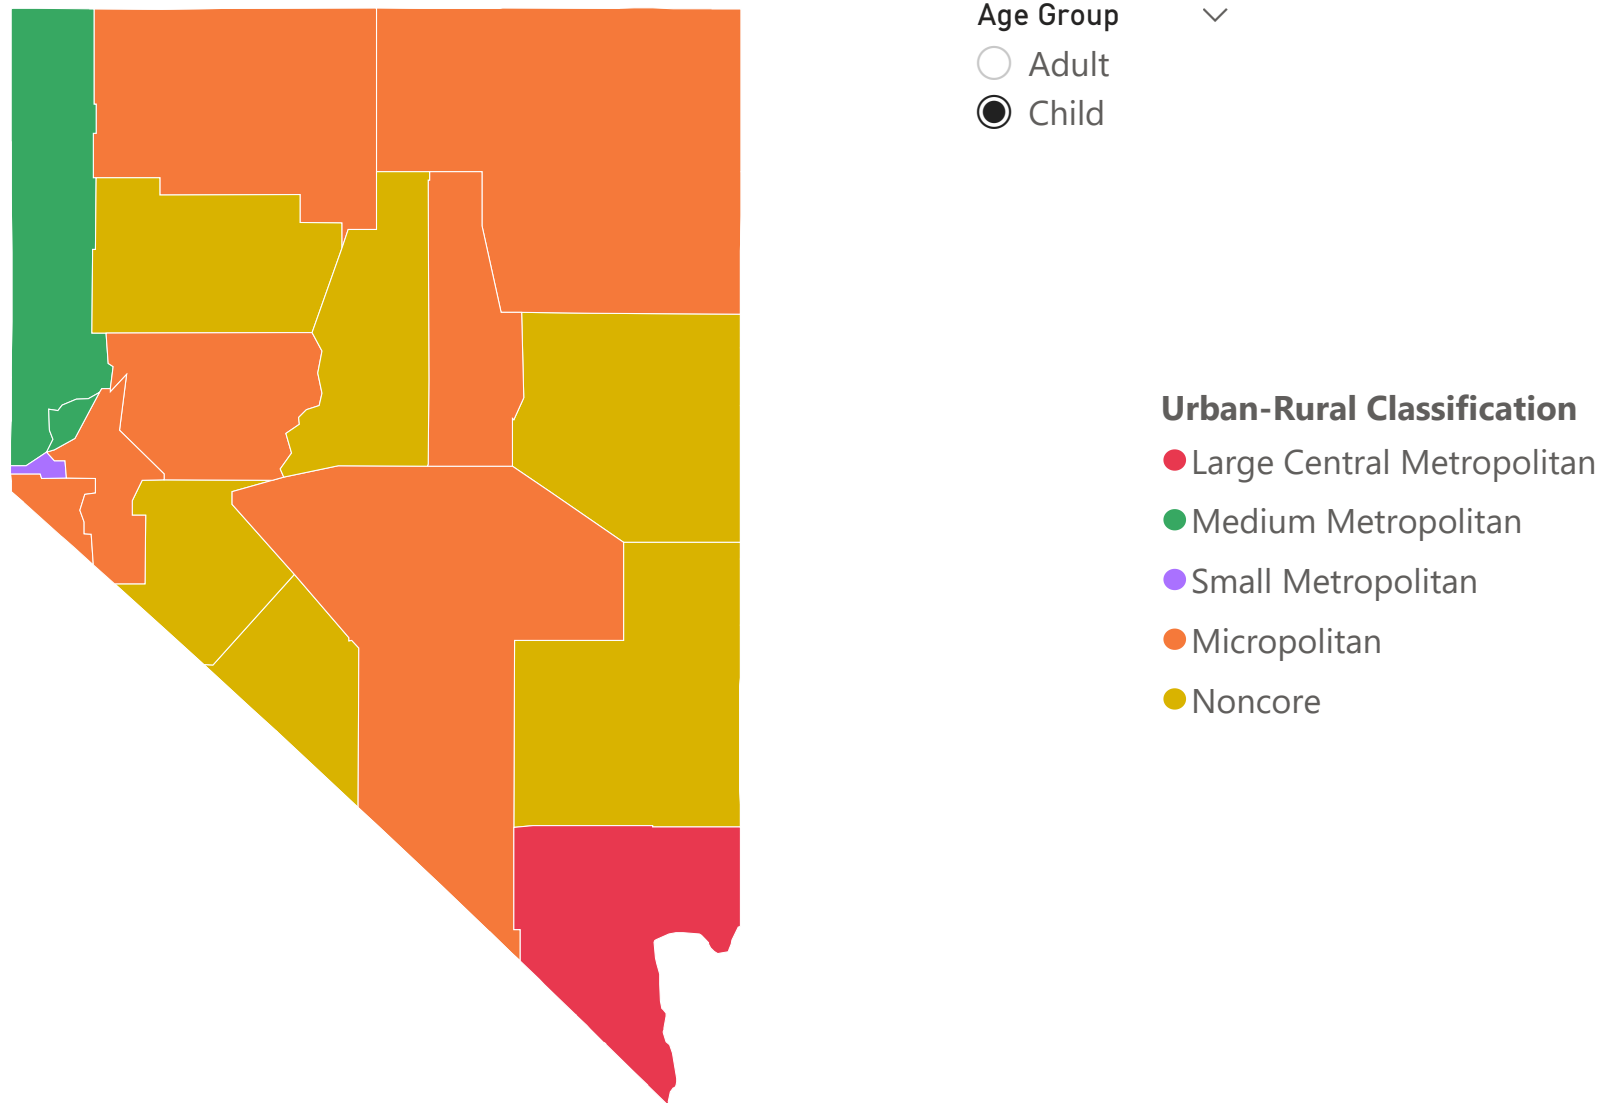 Age Group
Adult
Child
Urban-Rural Classification
Large Central Metropolitan
Medium Metropolitan
Small Metropolitan
Micropolitan
Noncore